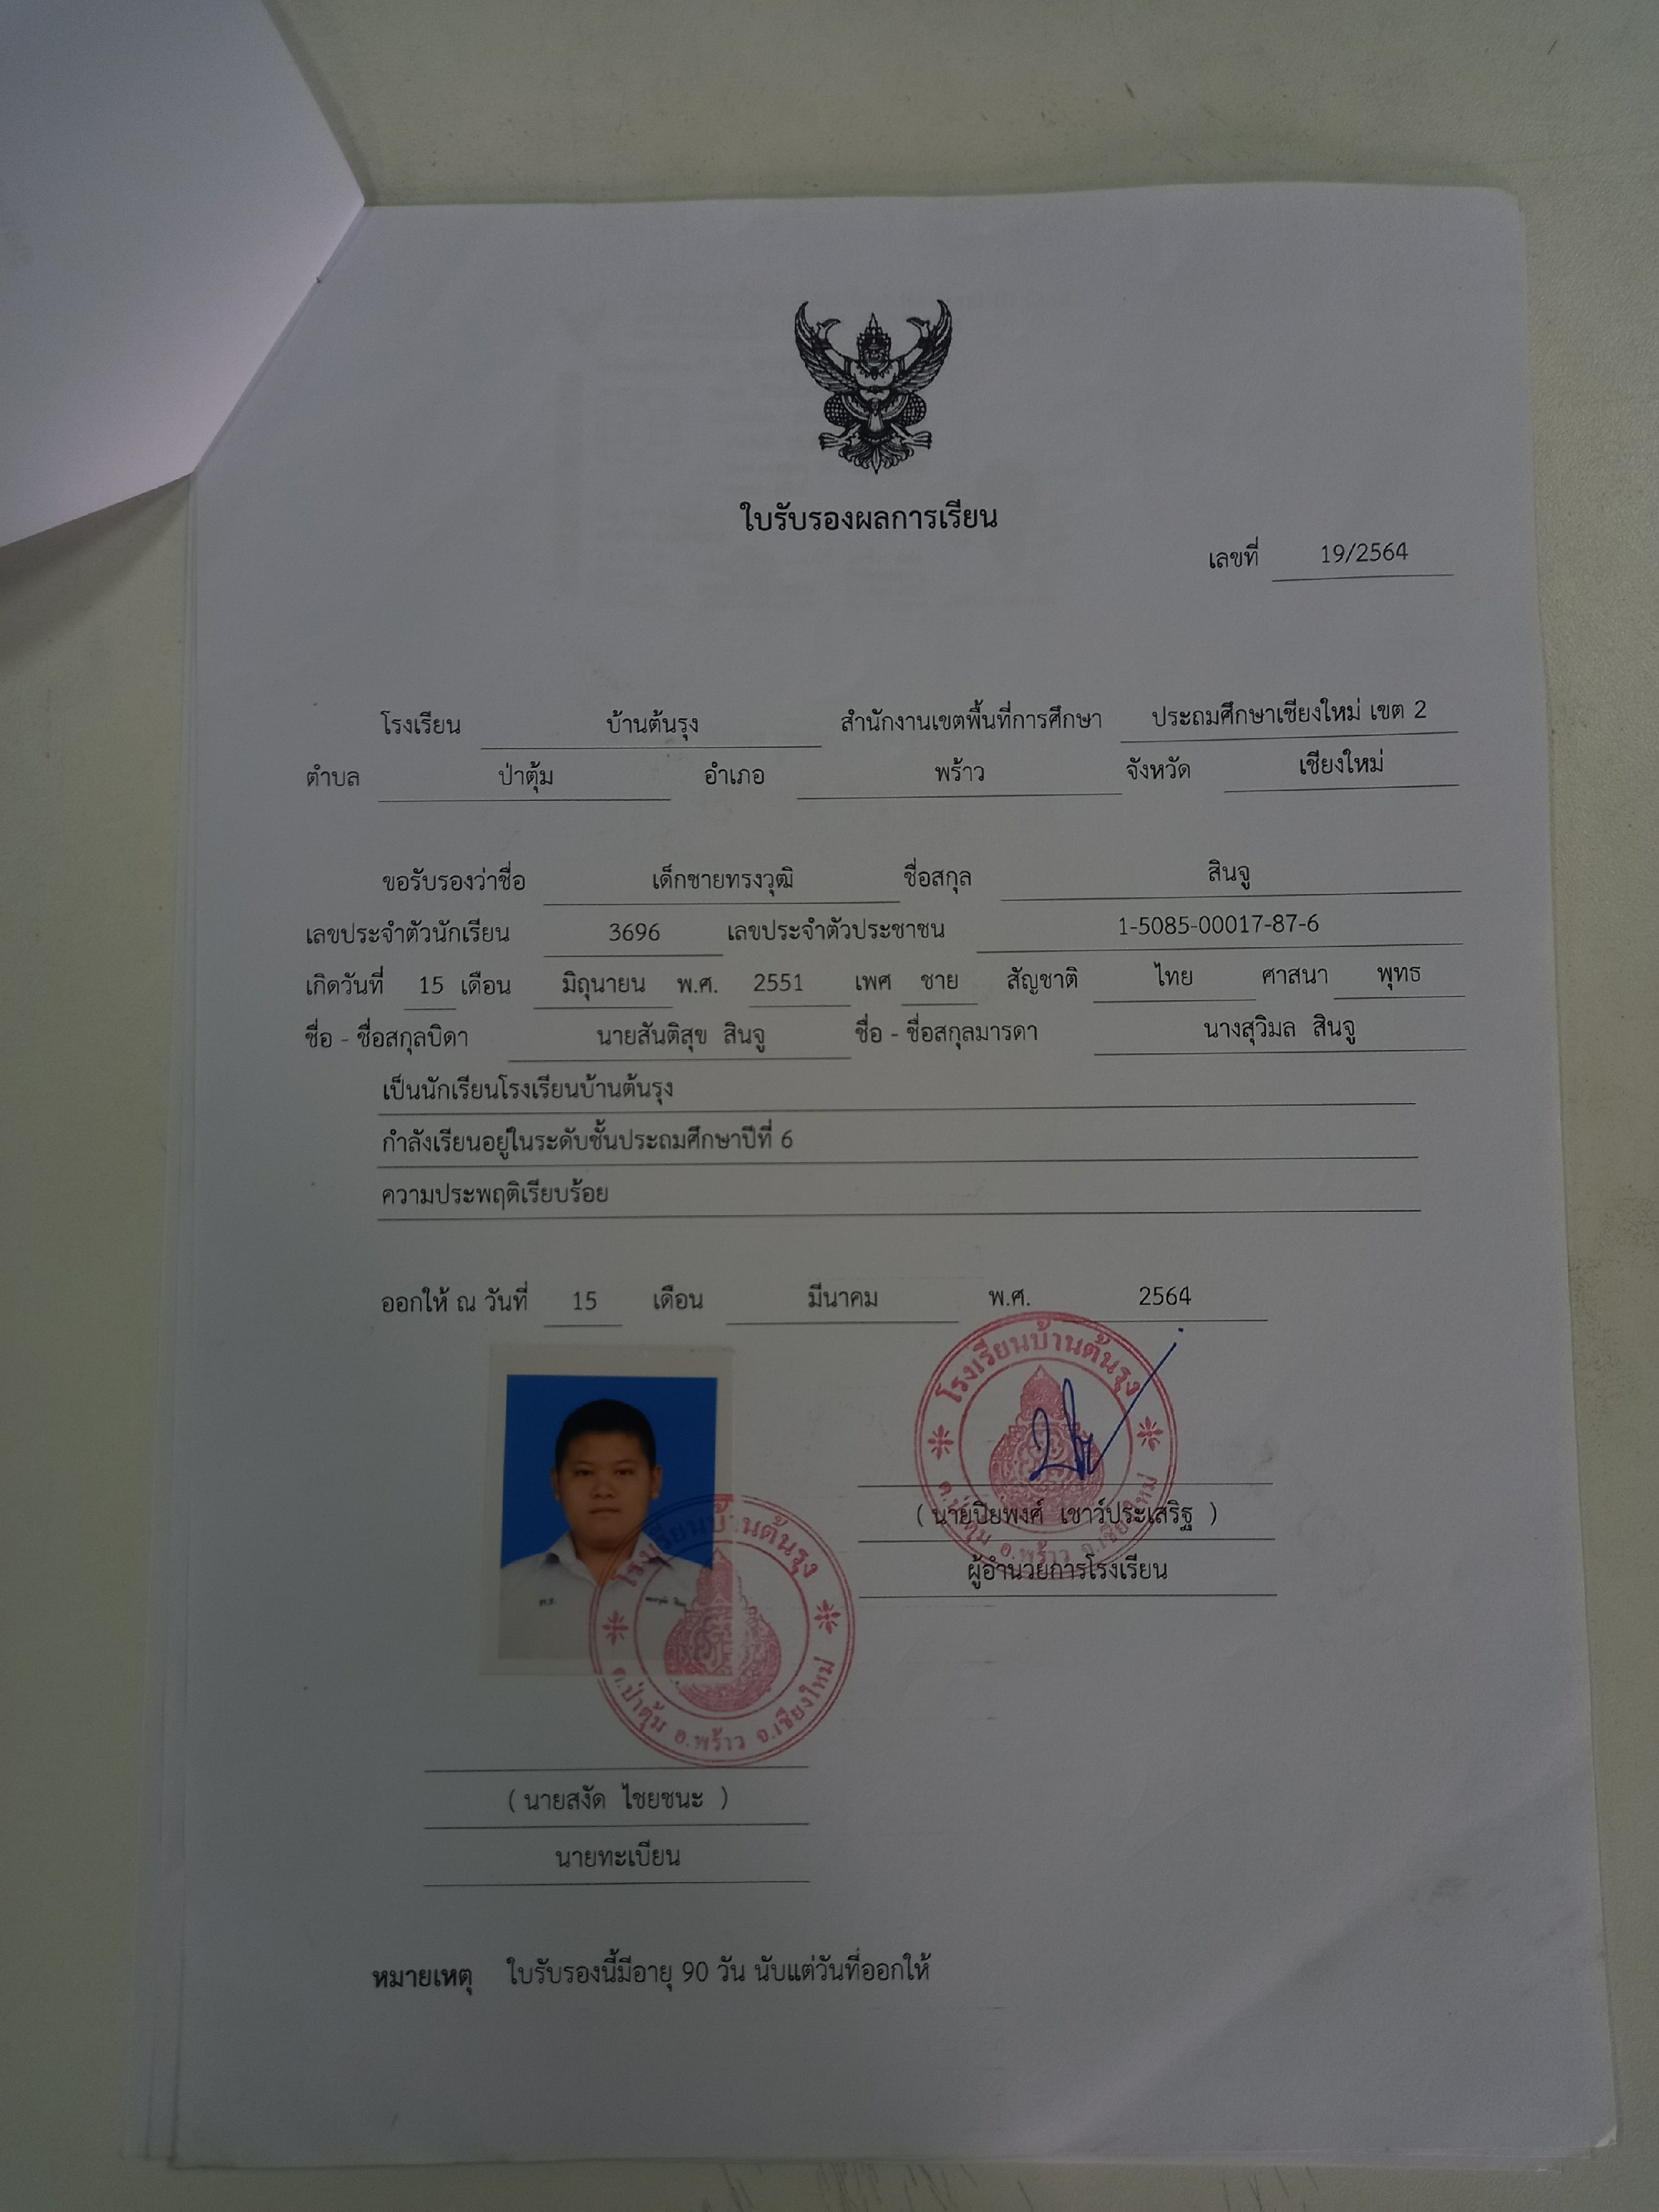 ใบรับรองผลการเรียน
เลขที่ 19/2564
โรงเรียน บ้านต้นรุง สำนักงานเขตพื้นที่การศึกษา ประถมศึกษาเชียงใหม่ เขต 2
ตำบล ป่าตุ้ม อำเภอ พร้าว จังหวัด เชียงใหม่
ขอรับรองว่าชื่อ เด็กชายทรงวุฒิ ชื่อสกุล สินจู
เลขประจำตัวนักเรียน 3696 เลขประจำตัวประชาชน 1-5085-00017-87-6
เกิดวันที่ 15 เดือน มิถุนายน พ.ศ. 2551 เพศ ชาย สัญชาติ ไทย ศาสนา พุทธ
ชื่อ - ชื่อสกุลบิดา นายสันติสุข สินจู ชื่อ - ชื่อสกุลมารดา นางสุวิมล สินจู
เป็นนักเรียนโรงเรียนบ้านต้นรุง
กำลังเรียนอยู่ในระดับชั้นประถมศึกษาปีที่ 6
ความประพฤติเรียบร้อย
ออกให้ ณ วันที่ 15 เดือน มีนาคม พ.ศ. 2564
โรงเรียนบ้านต้นรุง
ต.ป่าตุ้ม อ.พร้าว จ.เชียงใหม่
( นายปิยพงศ์ เชาว์ประเสริฐ )
ผู้อำนวยการโรงเรียน
โรงเรียนบ้านต้นรุง
ต.ป่าตุ้ม อ.พร้าว จ.เชียงใหม่
( นายสงัด ไชยชนะ )
นายทะเบียน
หมายเหตุ ใบรับรองนี้มีอายุ 90 วัน นับแต่วันที่ออกให้